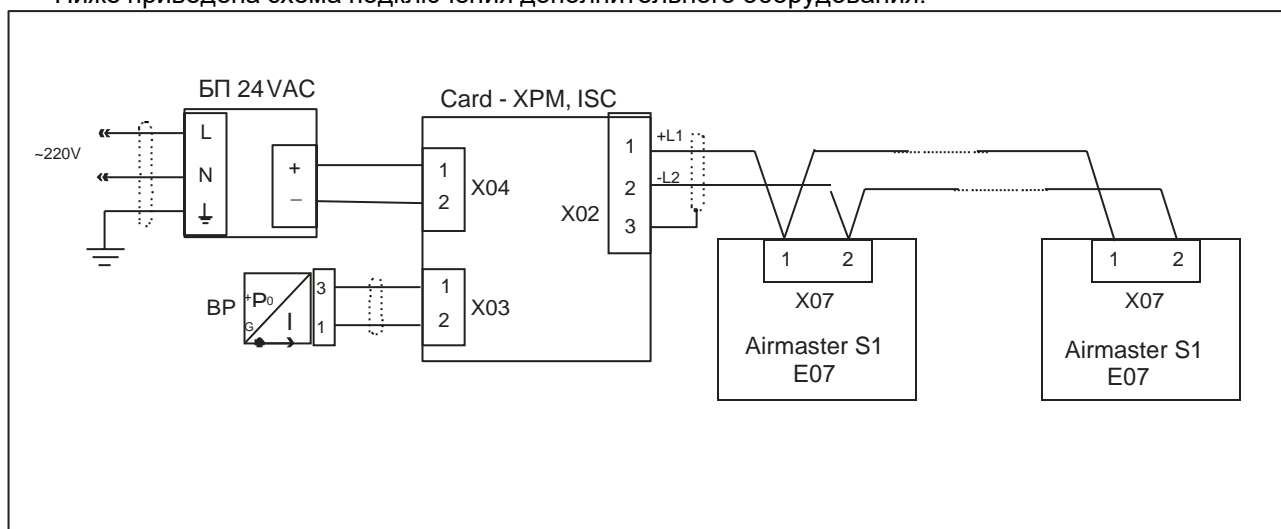 Ниже приведена схема подключения дополнительного оборудования.
БП 24VAC
Card - XPM, ISC
~220V
L
N
+
–
1
2
X04
1
2
3
X02
+L1
-L2
BP
+P0
G
I
3
1
1
2
X03
1 2
X07
Airmaster S1
E07
1 2
X07
Airmaster S1
E07